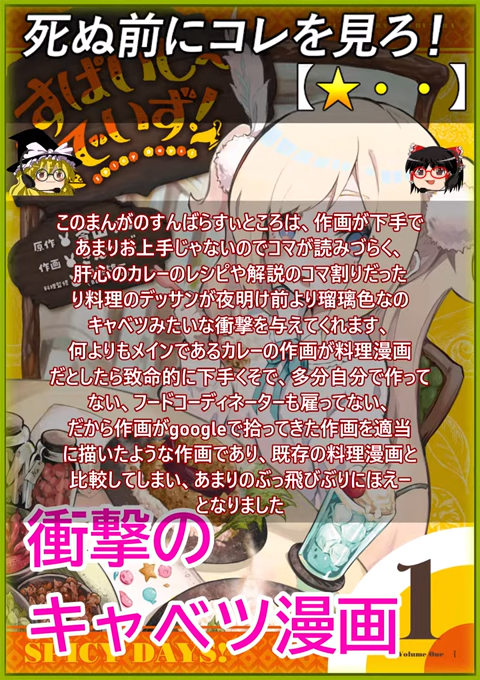 死ぬ前にコレを見ろ!
【★・・】
すぱいしー
でいず!
SPICY DAYS!
原作
作画
料理監修
このまんがのすんばらすぃところは、作画が下手で
あまりお上手じゃないのでコマが読みづらく、
肝心のカレーのレシピや解説のコマ割りだった
り料理のデッサンが夜明け前より瑠璃色なの
キャベツみたいな衝撃を与えてくれます、
何よりもメインであるカレーの作画が料理漫画
だとしたら致命的に下手くそで、多分自分で作って
ない、フードコーディネーターも雇ってない、
だから作画がgoogleで拾ってきた作画を適当
に描いたような作画であり、既存の料理漫画と
比較してしまい、あまりのぶっ飛びぶりにほえー
となりました
衝撃の
キャベツ漫画
1
Volume One
SPICY DAYS!